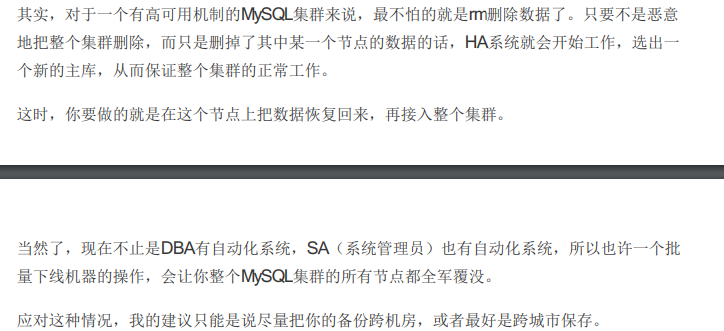 其实，对于一个有高可用机制的MySQL集群来说，最不怕的就是rm删除数据了。只要不是恶意
地把整个集群删除，而只是删掉了其中某一个节点的数据的话，HA系统就会开始工作，选出一
个新的主库，从而保证整个集群的正常工作。
这时，你要做的就是在这个节点上把数据恢复回来，再接入整个集群。
当然了，现在不止是DBA有自动化系统，SA（系统管理员）也有自动化系统，所以也许一个批
量下线机器的操作，会让你整个MySQL集群的所有节点都全军覆没。
应对这种情况，我的建议只能是说尽量把你的备份跨机房，或者最好是跨城市保存。